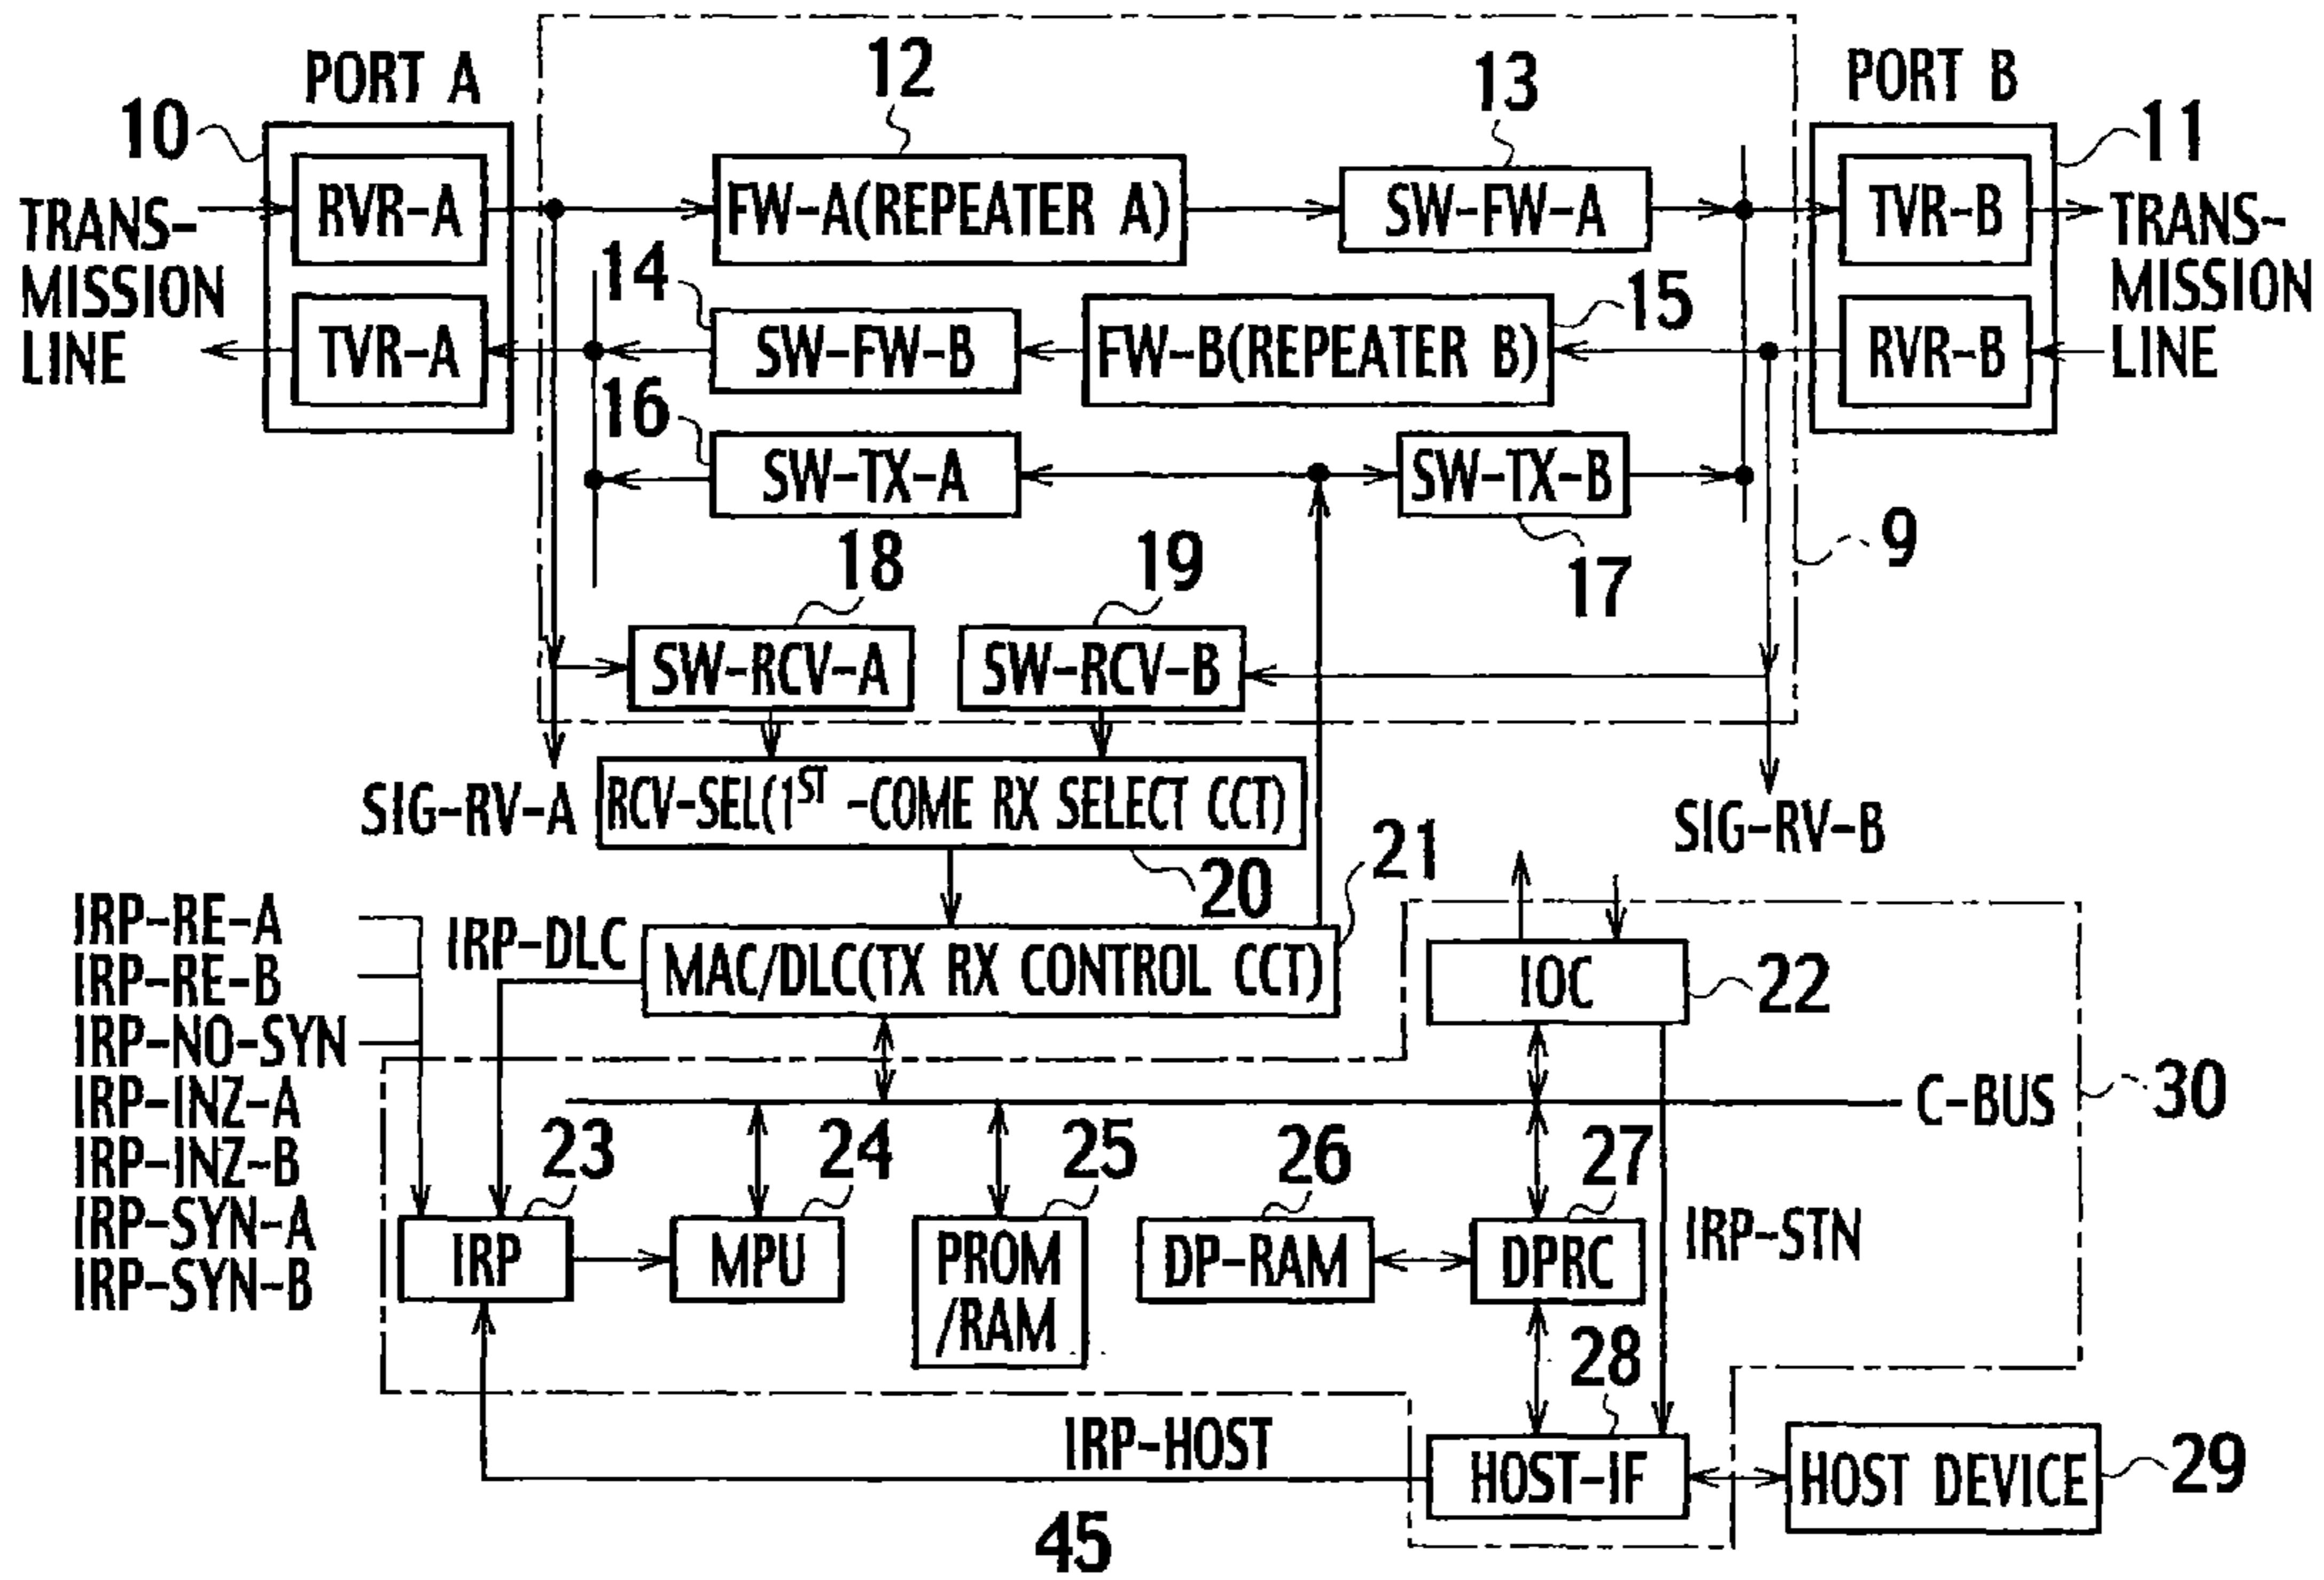 PORT A
12
13
PORT B
10
11
RVR-A
FW-A(REPEATER A)
SW-FW-A
TVR-B
TRANS-
MISSION
LINE
TRANS-
MISSION
LINE
14
15
TVR-A
SW-FW-B
FW-B(REPEATER B)
RVR-B
16
SW-TX-A
SW-TX-B
9
17
18
19
SW-RCV-A
SW-RCV-B
SIG-RV-A
RCV-SEL(1ST -COME RX SELECT CCT)
SIG-RV-B
20
21
IRP-RE-A
IRP-RE-B
IRP-NO-SYN
IRP-INZ-A
IRP-INZ-B
IRP-SYN-A
IRP-SYN-B
IRP-DLC
MAC/DLC(TX RX CONTROL CCT)
IOC
22
C-BUS
30
23
24
25
26
27
IRP
MPU
PROM
/RAM
DP-RAM
DPRC
IRP-STN
28
IRP-HOST
HOST-IF
HOST DEVICE
29
45